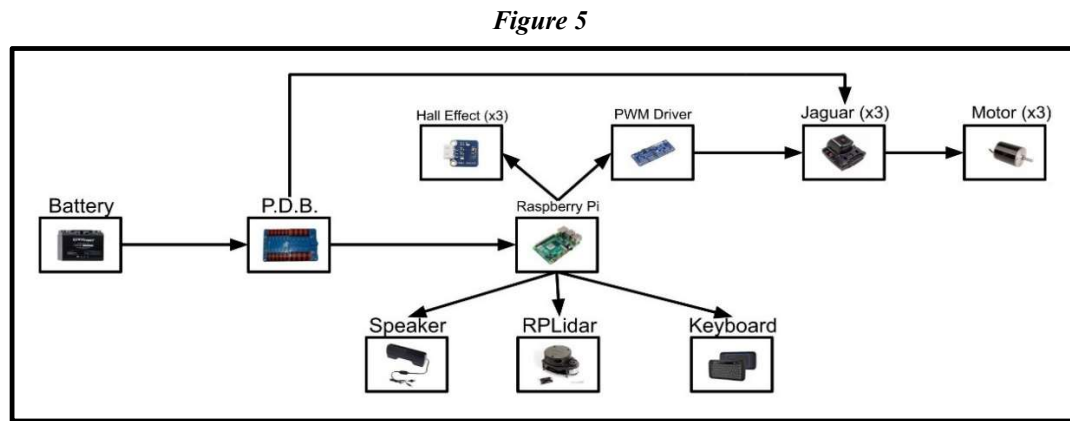 Figure 5
Hall Effect (x3)
PWM Driver
Jaguar (x3)
Motor (x3)
Battery
P.D.B.
Raspberry Pi
Speaker
RPLidar
Keyboard